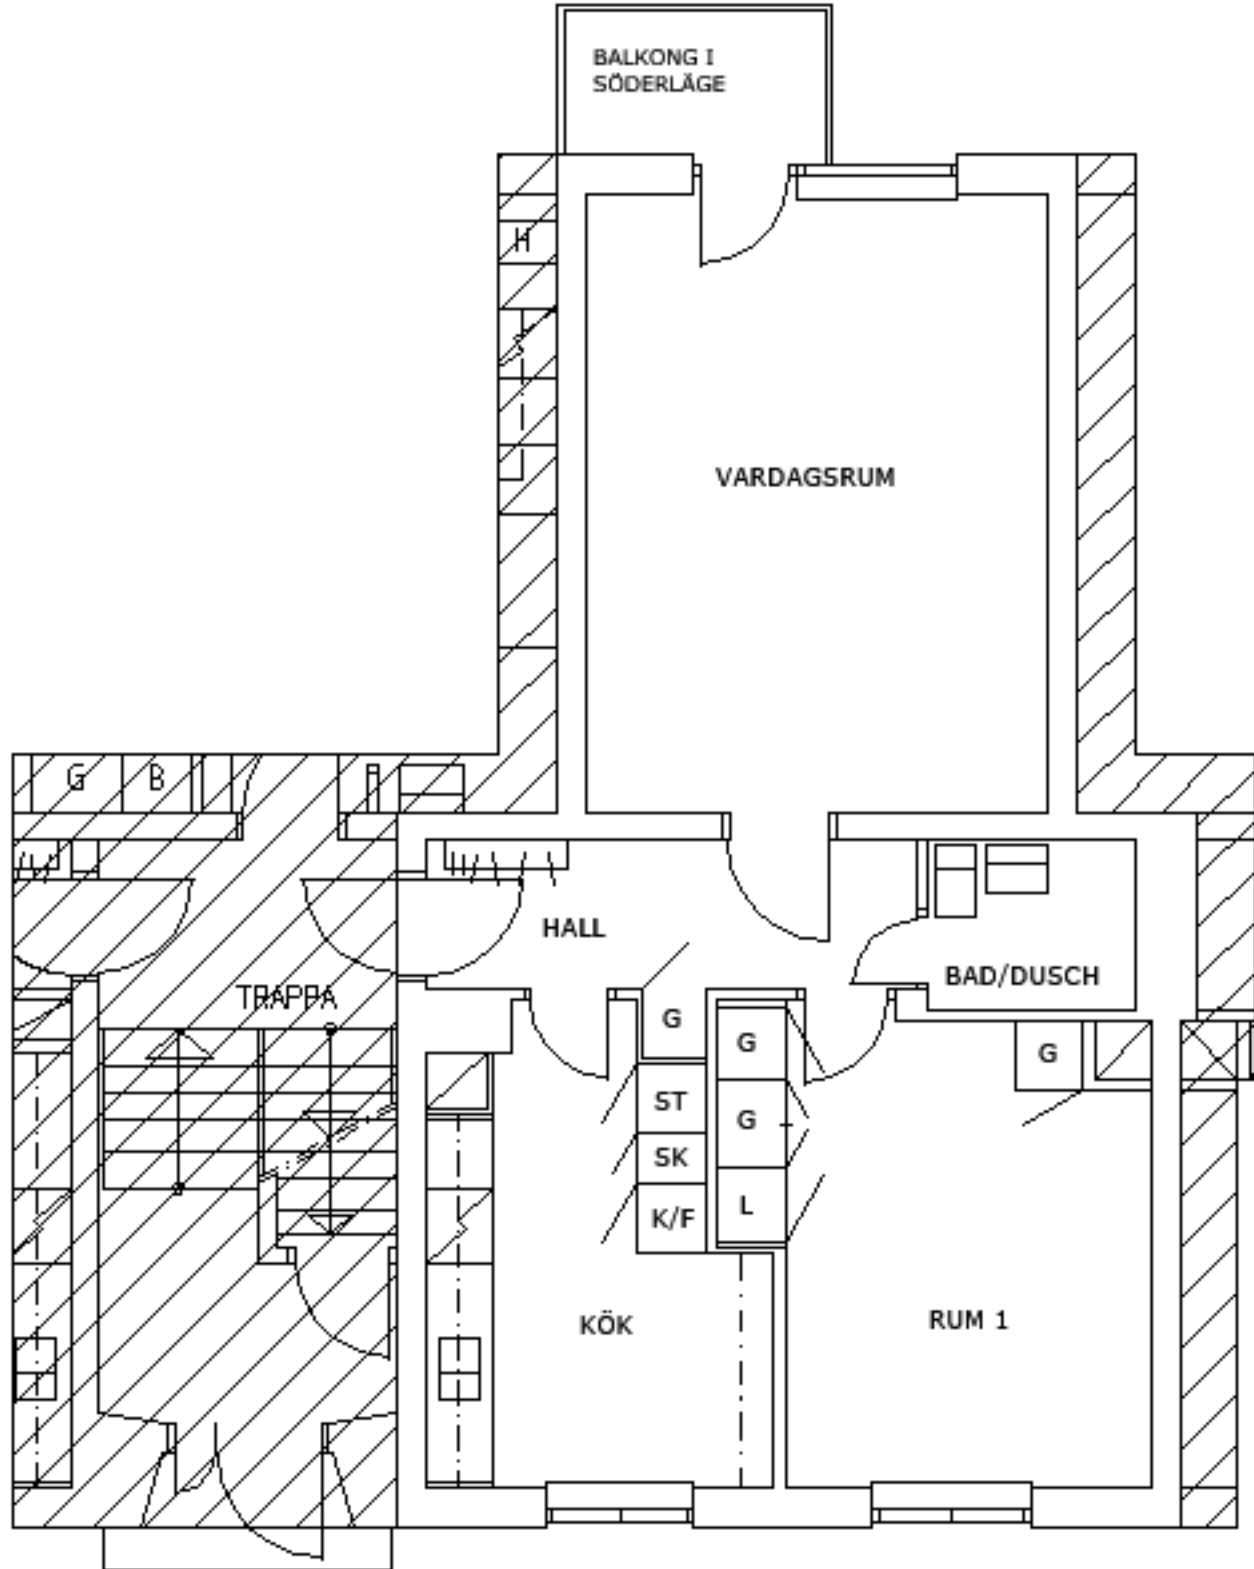 BALKONG I
SÖDERLÄGE
H
VARDAGSRUM
G B
HALL
BAD/DUSCH
TRAPPA
G
G
G
ST
G
SK
L
K/F
KÖK
RUM 1